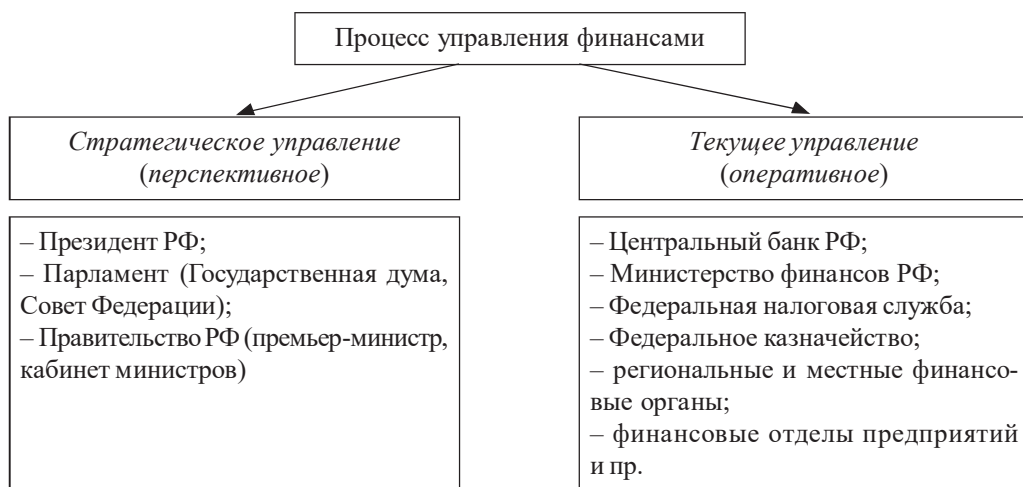 Процесс управления финансами
Стратегическое управление
(перспективное)
Текущее управление
(оперативное)
– Президент РФ;
– Парламент (Государственная дума,
Совет Федерации);
– Правительство РФ (премьер-министр,
кабинет министров)
– Центральный банк РФ;
– Министерство финансов РФ;
– Федеральная налоговая служба;
– Федеральное казначейство;
– региональные и местные финансо-
вые органы;
– финансовые отделы предприятий
и пр.